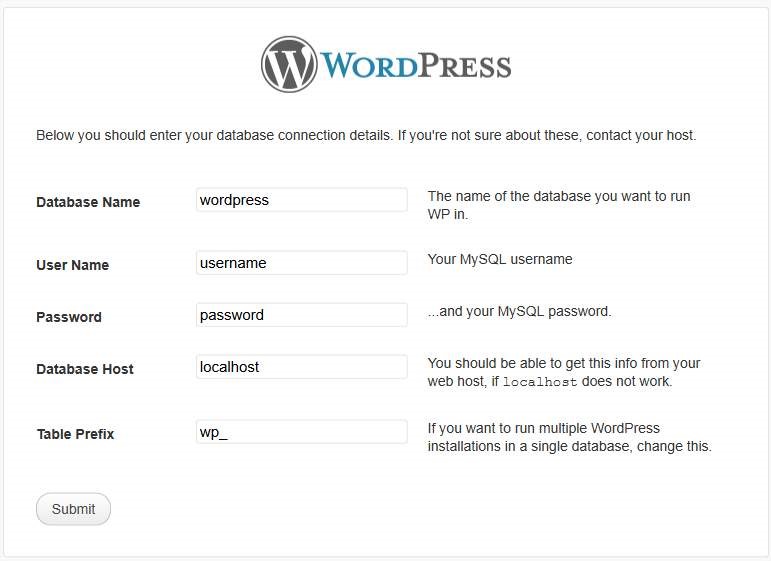 WORDPRESS
Below you should enter your database connection details. If you're not sure about these, contact your host.
Database Name
wordpress
The name of the database you want to run
WP in.
User Name
username
Your MySQL username
Password
password
...and your MySQL password.
Database Host
localhost
You should be able to get this info from your
web host, if localhost does not work.
Table Prefix
wp_
If you want to run multiple WordPress
installations in a single database, change this.
Submit